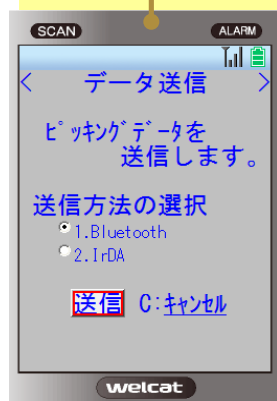 SCAN ALARM
< データ送信 >
ピッキングデータを
送信します。
送信方法の選択
1.Bluetooth
2.IrDA
送信 C:キャンセル
welcat